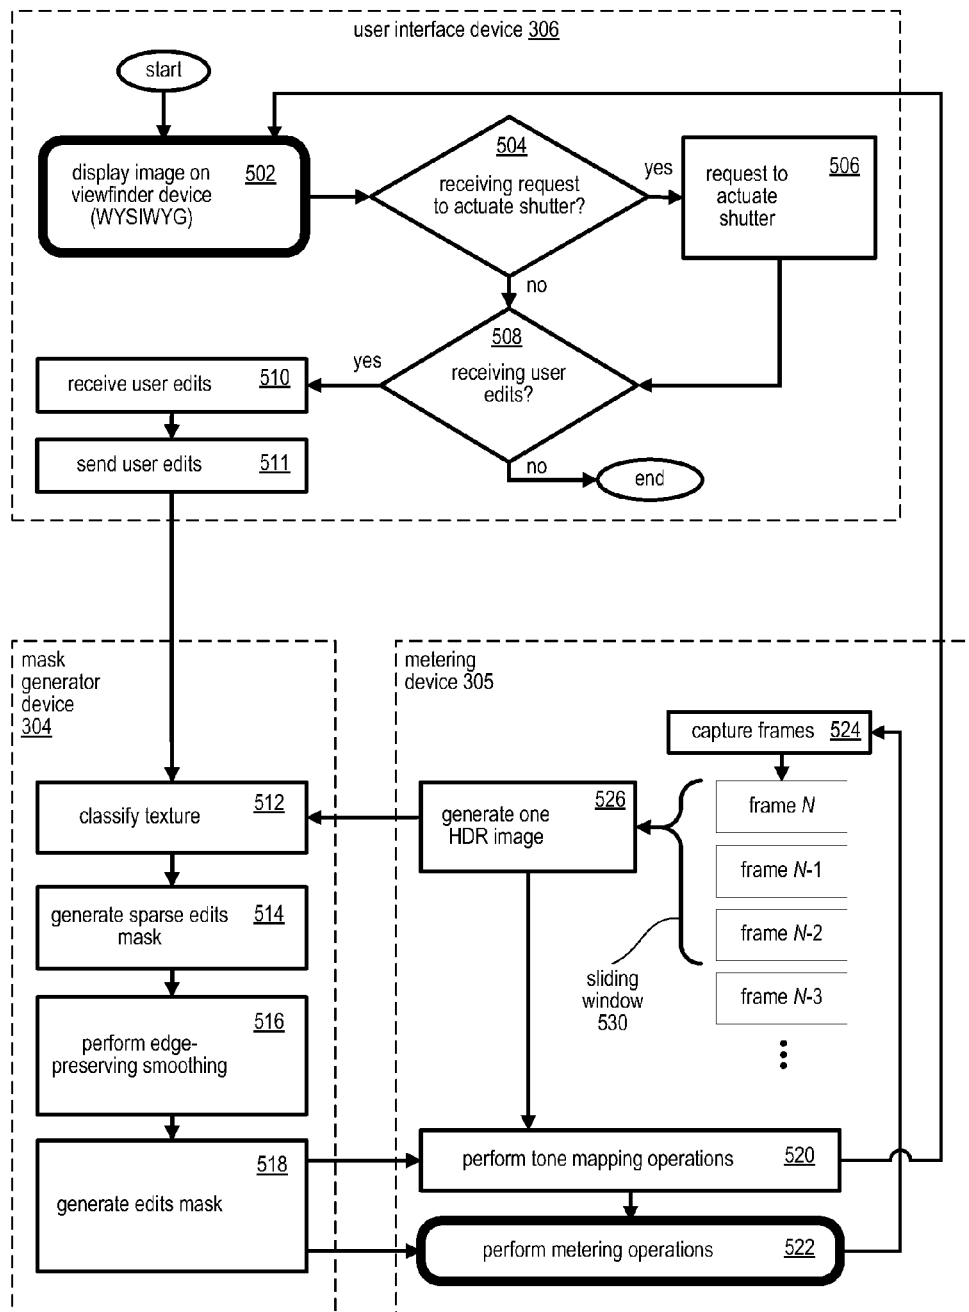 user interface device 306
start
display image on 502
viewfinder device
(WYSIWYG)
504
receiving request
to actuate shutter?
yes
request to 506
actuate
shutter
no
508
receiving user
edits?
yes
receive user edits 510
send user edits 511
no
end
mask
generator
device
304
metering
device 305
capture frames 524
classify texture 512
generate one 526
HDR image
frame N
frame N-1
frame N-2
frame N-3
sliding
window
530
generate sparse edits 514
mask
516
perform edge-
preserving smoothing
518
generate edits mask
perform tone mapping operations 520
perform metering operations 522